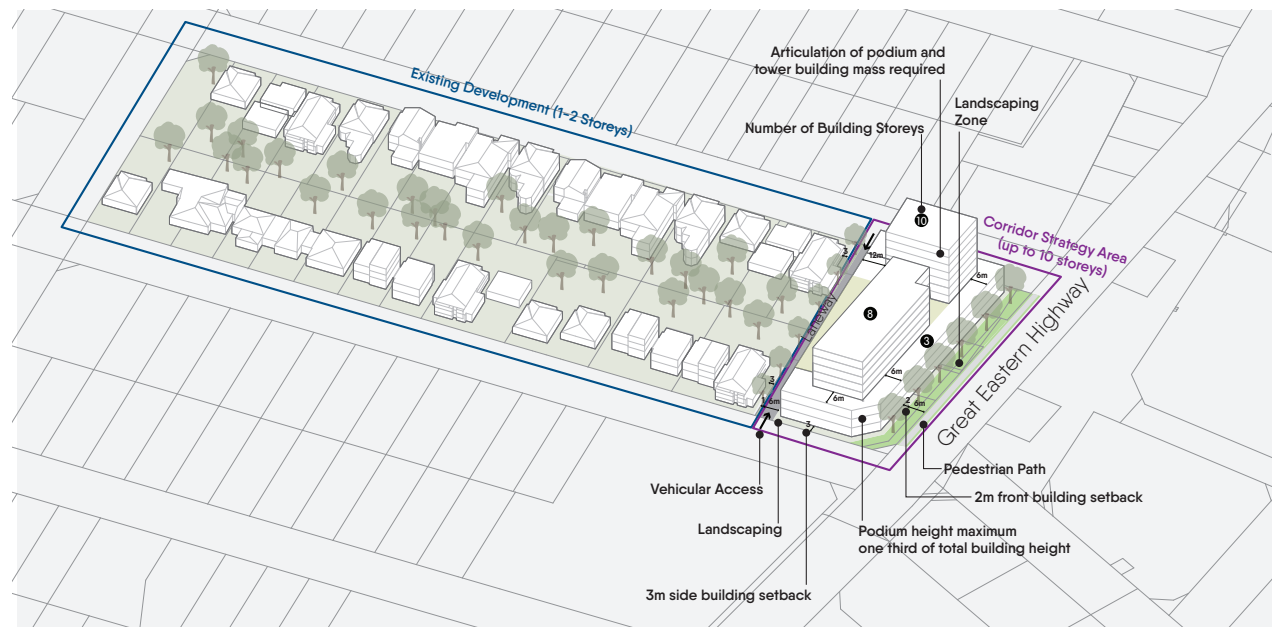 Articulation of podium and
tower building mass required
Landscaping
Zone
Number of Building Storeys
Existing Development (1-2 Storeys)
10
Corridor Strategy Area
(up to 10 storeys)
3
12m
6m
Laneway
8
3
Great Eastern Highway
6m
3
6m
1
6m
2
6m
3
Pedestrian Path
Vehicular Access
2m front building setback
Landscaping
Podium height maximum
one third of total building height
3m side building setback